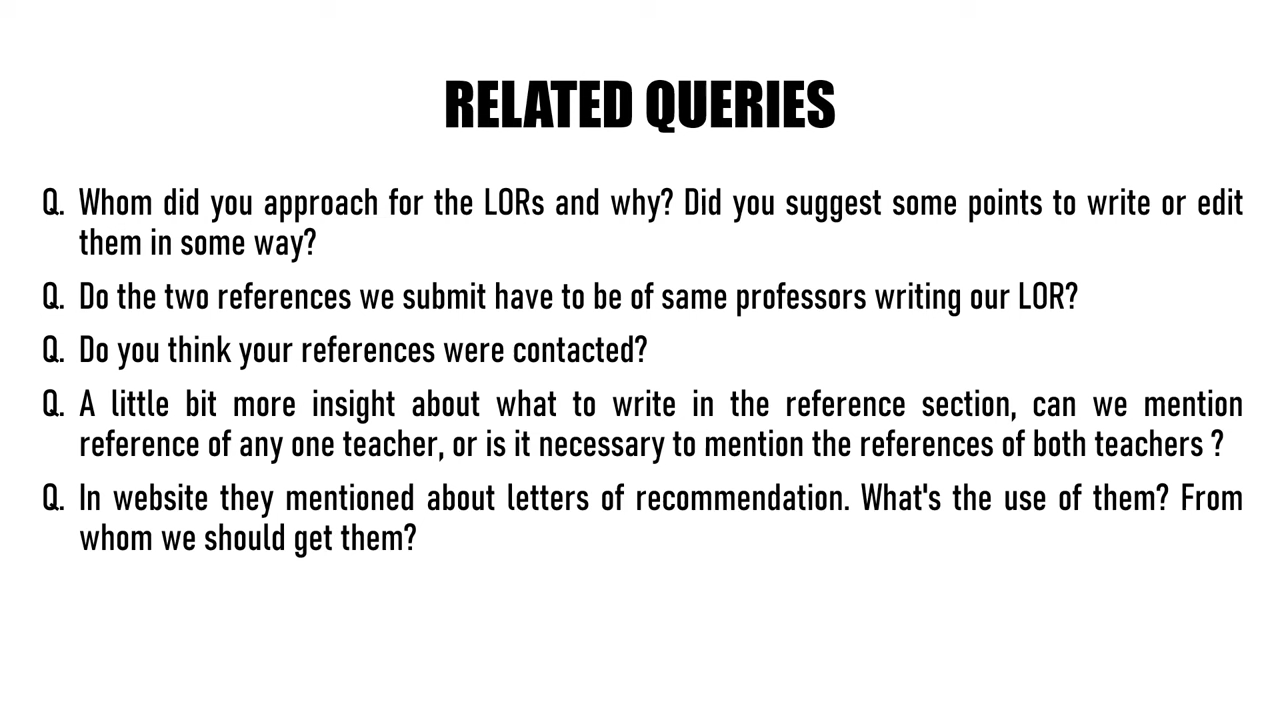 RELATED QUERIES
Q. Whom did you approach for the LORs and why? Did you suggest some points to write or edit
them in some way?
Q. Do the two references we submit have to be of same professors writing our LOR?
Q. Do you think your references were contacted?
Q. A little bit more insight about what to write in the reference section, can we mention
reference of any one teacher, or is it necessary to mention the references of both teachers ?
Q. In website they mentioned about letters of recommendation. What's the use of them? From
whom we should get them?